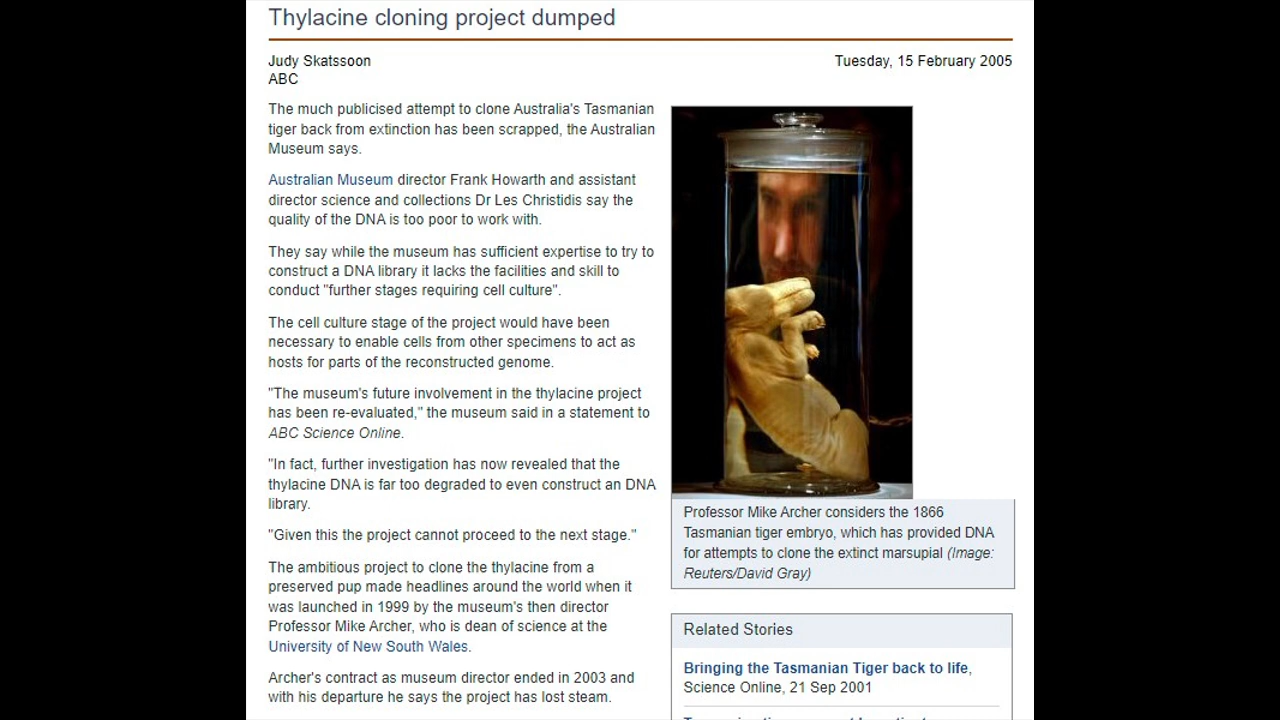 Thylacine cloning project dumped
Judy Skatssoon
ABC
Tuesday, 15 February 2005
The much publicised attempt to clone Australia's Tasmanian
tiger back from extinction has been scrapped, the Australian
Museum says.
Australian Museum director Frank Howarth and assistant
director science and collections Dr Les Christidis say the
quality of the DNA is too poor to work with.
They say while the museum has sufficient expertise to try to
construct a DNA library it lacks the facilities and skill to
conduct "further stages requiring cell culture".
The cell culture stage of the project would have been
necessary to enable cells from other specimens to act as
hosts for parts of the reconstructed genome.
"The museum's future involvement in the thylacine project
has been re-evaluated," the museum said in a statement to
ABC Science Online.
"In fact, further investigation has now revealed that the
thylacine DNA is far too degraded to even construct an DNA
library.
"Given this the project cannot proceed to the next stage."
The ambitious project to clone the thylacine from a
preserved pup made headlines around the world when it
was launched in 1999 by the museum's then director
Professor Mike Archer, who is dean of science at the
University of New South Wales.
Archer's contract as museum director ended in 2003 and
with his departure he says the project has lost steam.
Professor Mike Archer considers the 1866
Tasmanian tiger embryo, which has provided DNA
for attempts to clone the extinct marsupial (Image:
Reuters/David Gray)
Related Stories
Bringing the Tasmanian Tiger back to life,
Science Online, 21 Sep 2001